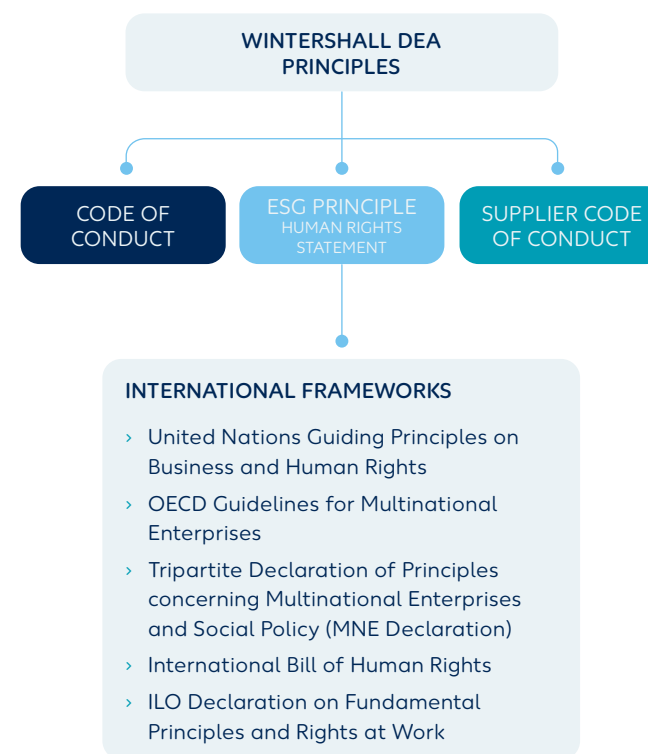 WINTERSHALL DEA
PRINCIPLES
CODE OF
CONDUCT
ESG PRINCIPLE
HUMAN RIGHTS
STATEMENT
SUPPLIER CODE
OF CONDUCT
INTERNATIONAL FRAMEWORKS
› United Nations Guiding Principles on
Business and Human Rights
› OECD Guidelines for Multinational
Enterprises
› Tripartite Declaration of Principles
concerning Multinational Enterprises
and Social Policy (MNE Declaration)
› International Bill of Human Rights
› ILO Declaration on Fundamental
Principles and Rights at Work